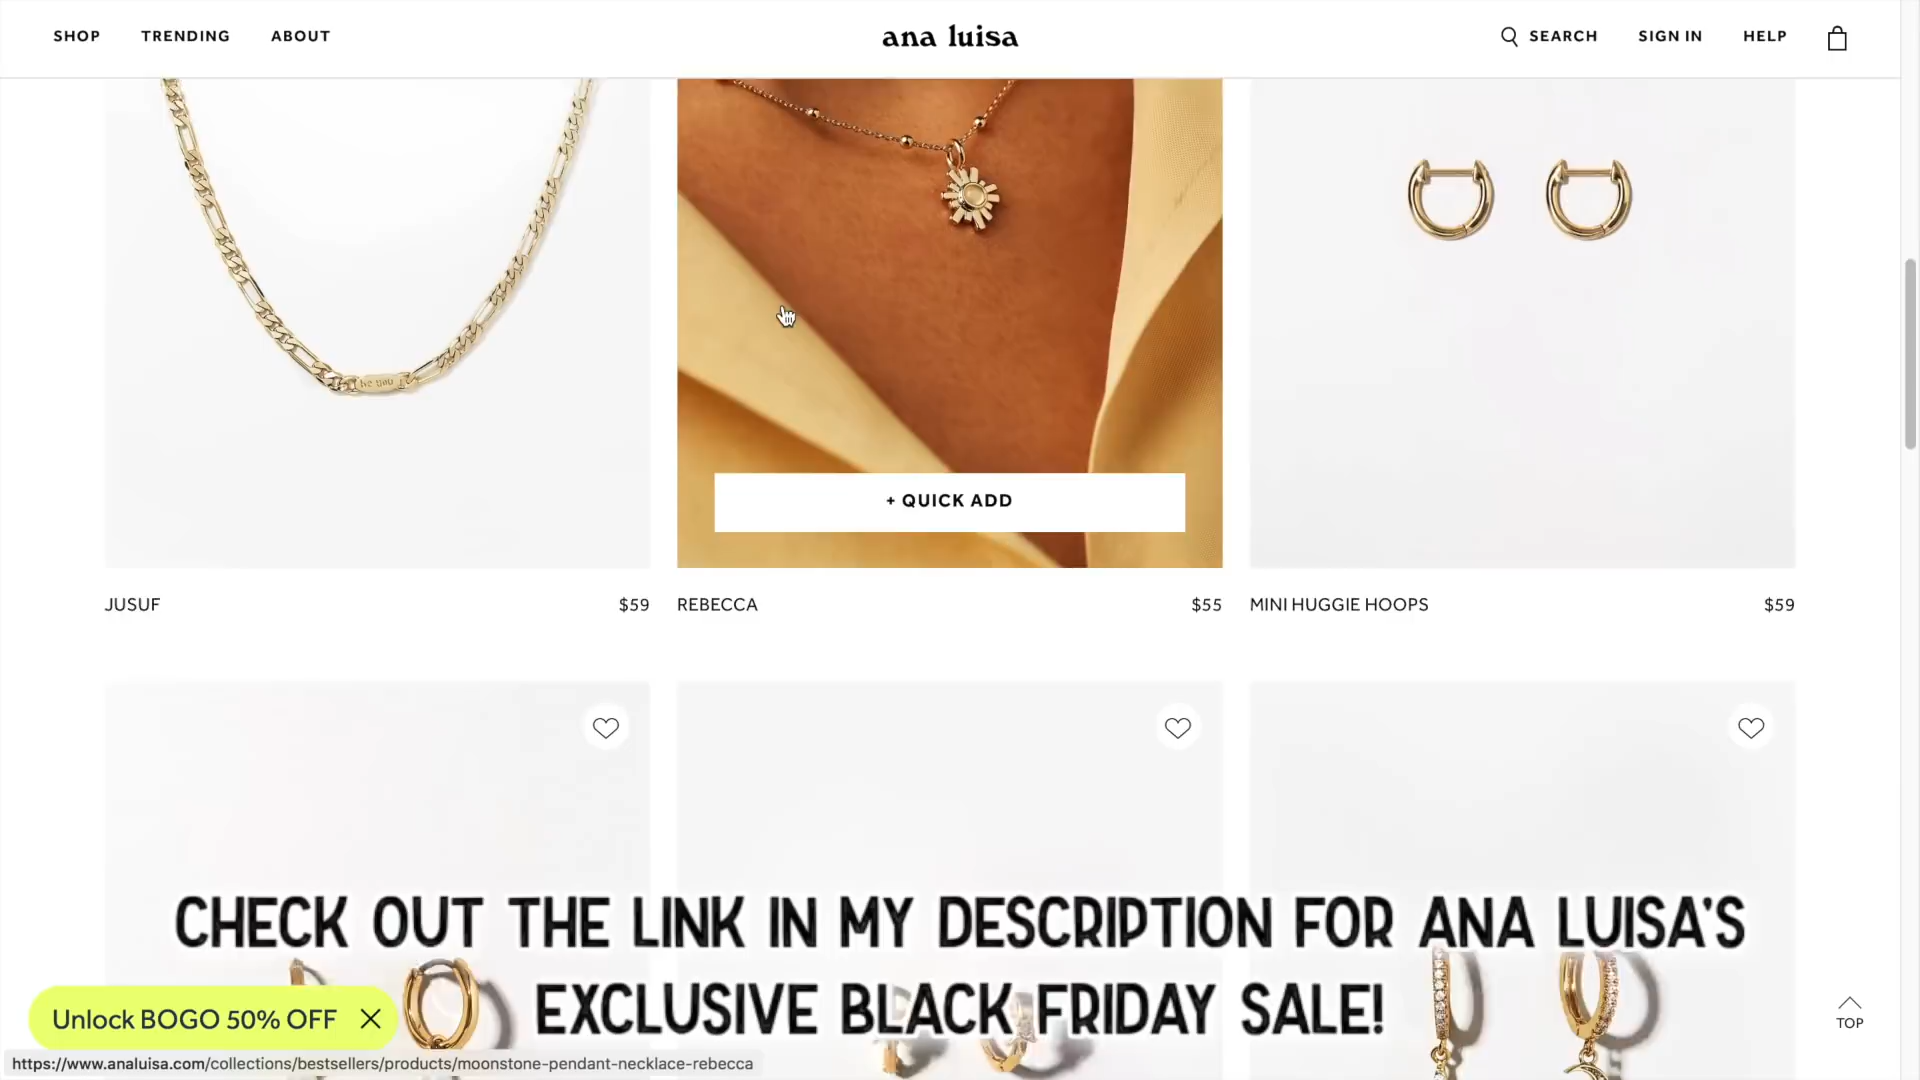 SHOP TRENDING ABOUT ana luisa SEARCH SIGN IN HELP
be you
+ QUICK ADD
JUSUF $59 REBECCA $55 MINI HUGGIE HOOPS $59
CHECK OUT THE LINK IN MY DESCRIPTION FOR ANA LUISA'S
EXCLUSIVE BLACK FRIDAY SALE!
Unlock BOGO 50% OFF
TOP
https://www.analuisa.com/collections/bestsellers/products/moonstone-pendant-necklace-rebecca